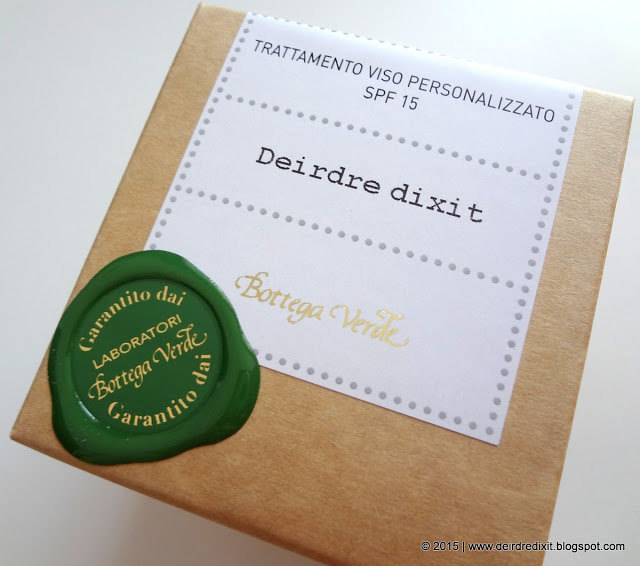 TRATTAMENTO VISO PERSONALIZZATO
SPF 15
Deirdre dixit
Bottega Verde
Garantito dai
LABORATORI
Bottega Verde
Garantito dai
© 2015 | www.deirdredixit.blogspot.com